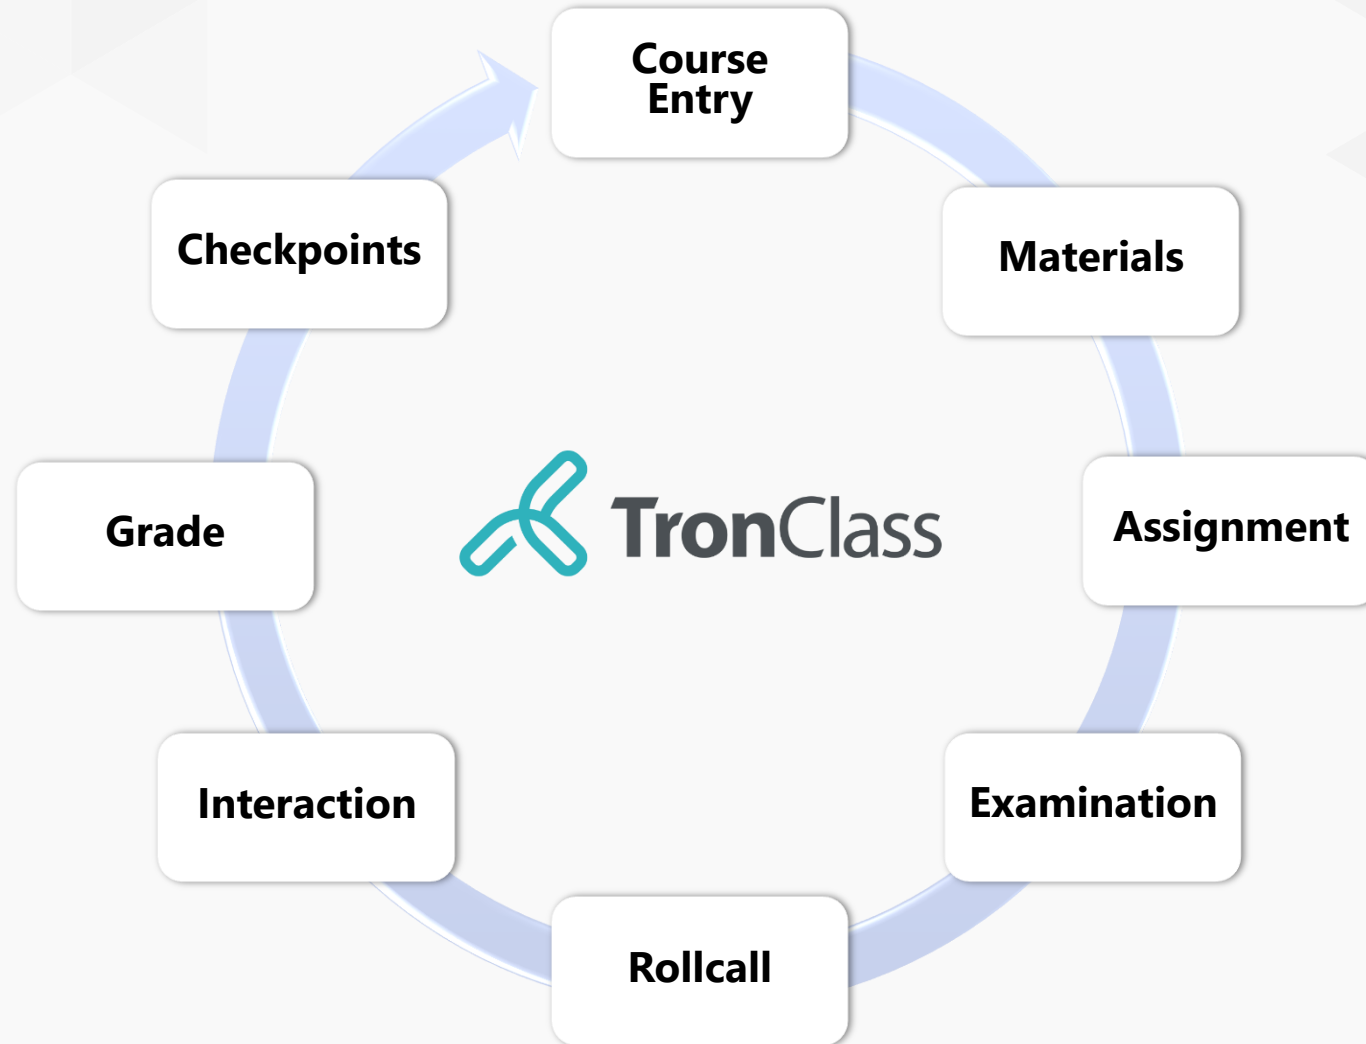 Course
Entry
Materials
Assignment
Examination
Rollcall
Interaction
Grade
Checkpoints
TronClass